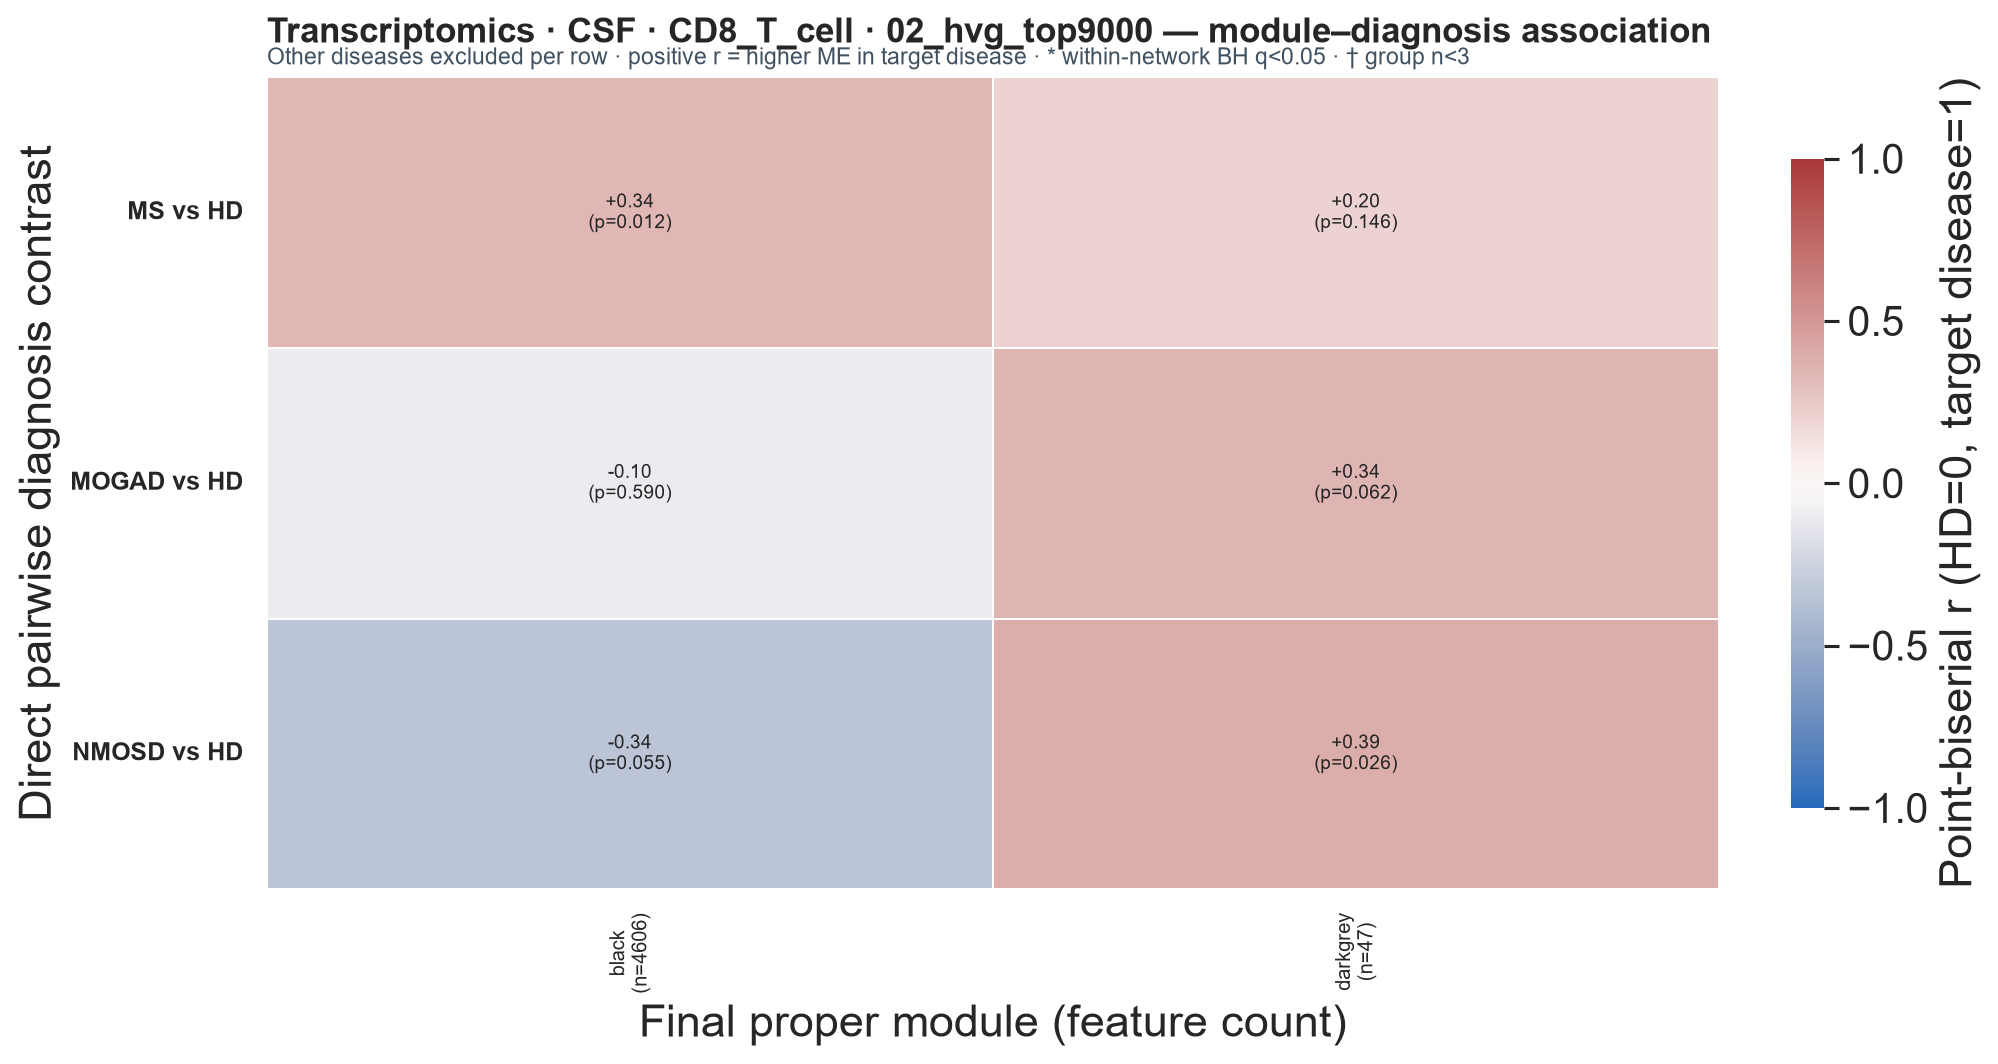 Transcriptomics · CSF · CD8_T_cell · 02_hvg_top9000 — module–diagnosis association
Other diseases excluded per row · positive r = higher ME in target disease · * within-network BH q<0.05 · † group n<3
Direct pairwise diagnosis contrast
MS vs HD
+0.34
(p=0.012)
+0.20
(p=0.146)
MOGAD vs HD
-0.10
(p=0.590)
+0.34
(p=0.062)
NMOSD vs HD
-0.34
(p=0.055)
+0.39
(p=0.026)
black
(n=4606)
darkgrey
(n=47)
Final proper module (feature count)
1.0
0.5
0.0
−0.5
−1.0
Point-biserial r (HD=0, target disease=1)